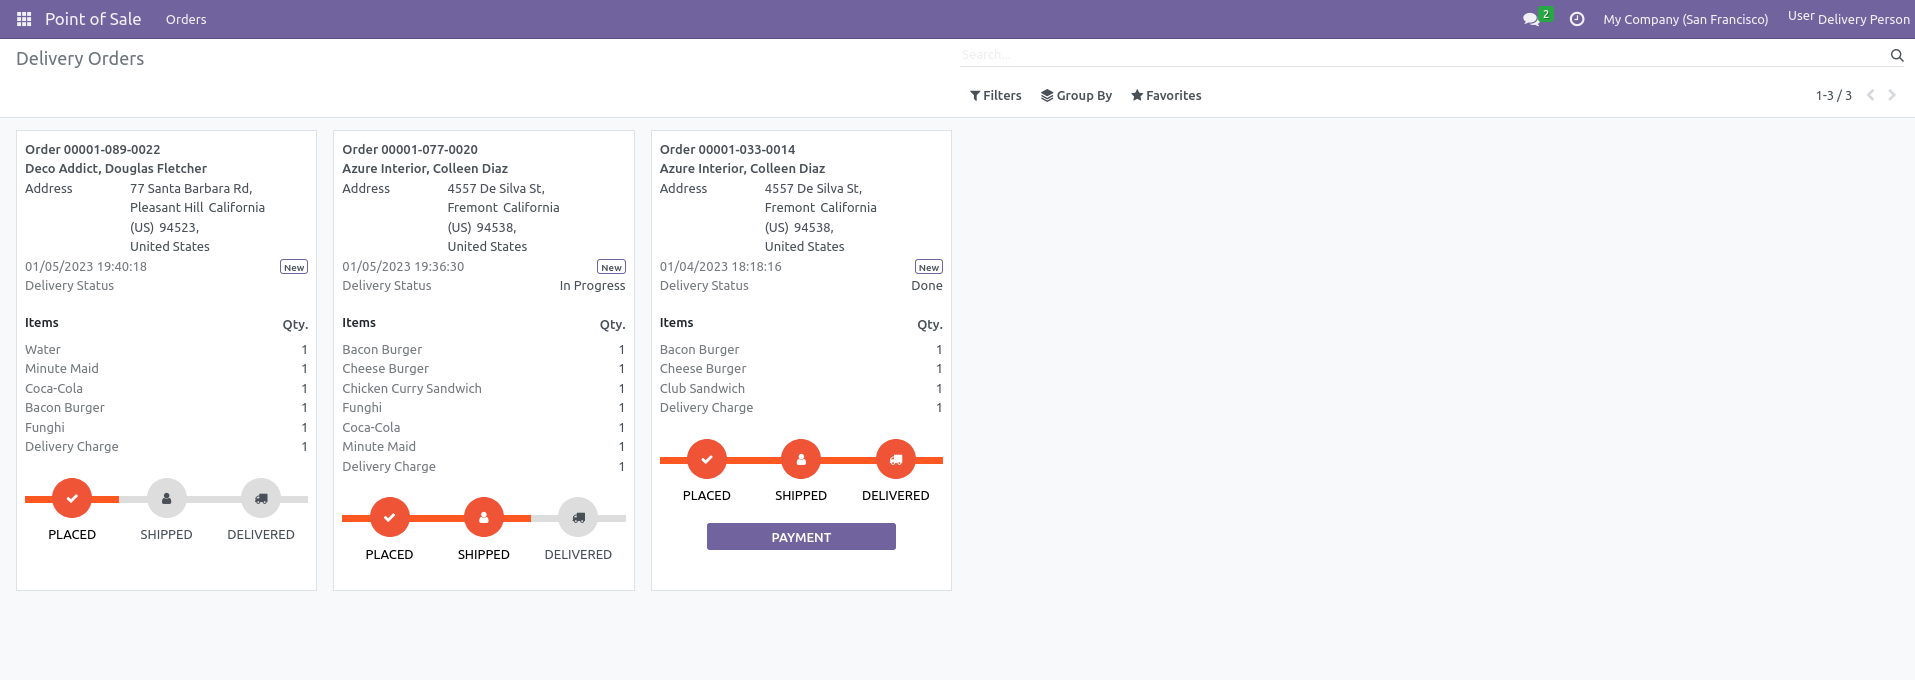 Point of Sale Orders 2 My Company (San Francisco) User Delivery Person
Delivery Orders
Search...
Filters Group By Favorites 1-3 / 3
Order 00001-089-0022
Deco Addict, Douglas Fletcher
Address 77 Santa Barbara Rd,
Pleasant Hill California
(US) 94523,
United States
01/05/2023 19:40:18 New
Delivery Status
Items Qty.
Water 1
Minute Maid 1
Coca-Cola 1
Bacon Burger 1
Funghi 1
Delivery Charge 1
PLACED SHIPPED DELIVERED
Order 00001-077-0020
Azure Interior, Colleen Diaz
Address 4557 De Silva St,
Fremont California
(US) 94538,
United States
01/05/2023 19:36:30 New
Delivery Status In Progress
Items Qty.
Bacon Burger 1
Cheese Burger 1
Chicken Curry Sandwich 1
Funghi 1
Coca-Cola 1
Minute Maid 1
Delivery Charge 1
PLACED SHIPPED DELIVERED
Order 00001-033-0014
Azure Interior, Colleen Diaz
Address 4557 De Silva St,
Fremont California
(US) 94538,
United States
01/04/2023 18:18:16 New
Delivery Status Done
Items Qty.
Bacon Burger 1
Cheese Burger 1
Club Sandwich 1
Delivery Charge 1
PLACED SHIPPED DELIVERED
PAYMENT